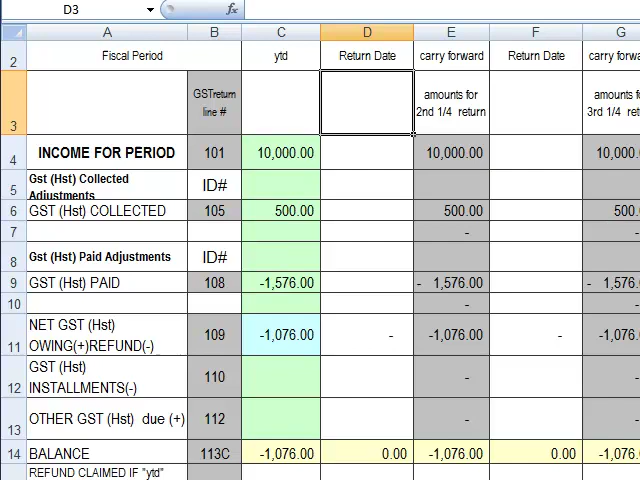 D3 fx
A B C D E F G
2 Fiscal Period ytd Return Date carry forward Return Date carry forwa
3 GSTreturn line # amounts for 2nd 1/4 return amounts fo 3rd 1/4 ret
4 INCOME FOR PERIOD 101 10,000.00 10,000.00 10,000.
5 Gst (Hst) Collected Adjustments ID#
6 GST (Hst) COLLECTED 105 500.00 500.00 500.0
7 - -
8 Gst (Hst) Paid Adjustments ID#
9 GST (Hst) PAID 108 -1,576.00 - 1,576.00 - 1,576.
10 - -
11 NET GST (Hst) OWING(+)REFUND(-) 109 -1,076.00 - -1,076.00 - -1,076.
12 GST (Hst) INSTALLMENTS(-) 110 - -
13 OTHER GST (Hst) due (+) 112 - -
14 BALANCE 113C -1,076.00 0.00 -1,076.00 0.00 -1,076.
REFUND CLAIMED IF "ytd"